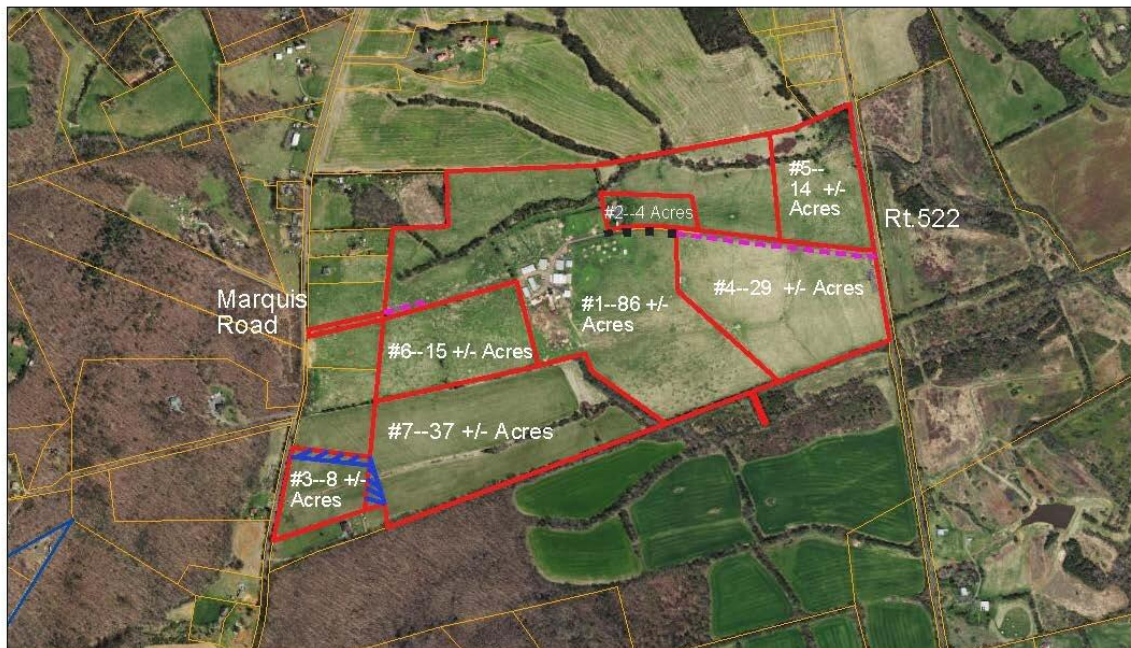 #5--
14 +/-
Acres
#2--4 Acres
Rt.522
#4--29 +/- Acres
Marquis
Road
#1--86 +/-
Acres
#6--15 +/- Acres
#7--37 +/- Acres
#3--8 +/-
Acres